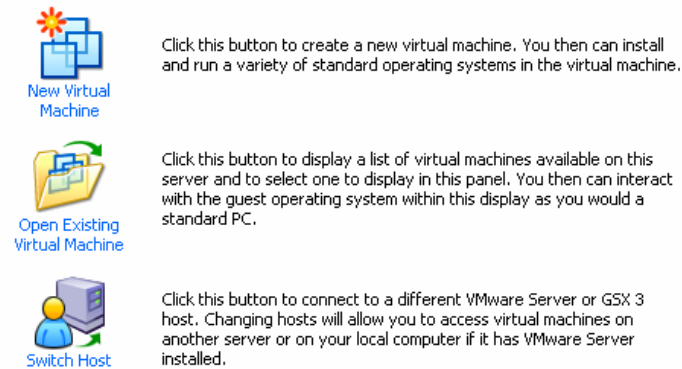 New Virtual
Machine
Click this button to create a new virtual machine. You then can install
and run a variety of standard operating systems in the virtual machine.
Open Existing
Virtual Machine
Click this button to display a list of virtual machines available on this
server and to select one to display in this panel. You then can interact
with the guest operating system within this display as you would a
standard PC.
Switch Host
Click this button to connect to a different VMware Server or GSX 3
host. Changing hosts will allow you to access virtual machines on
another server or on your local computer if it has VMware Server
installed.